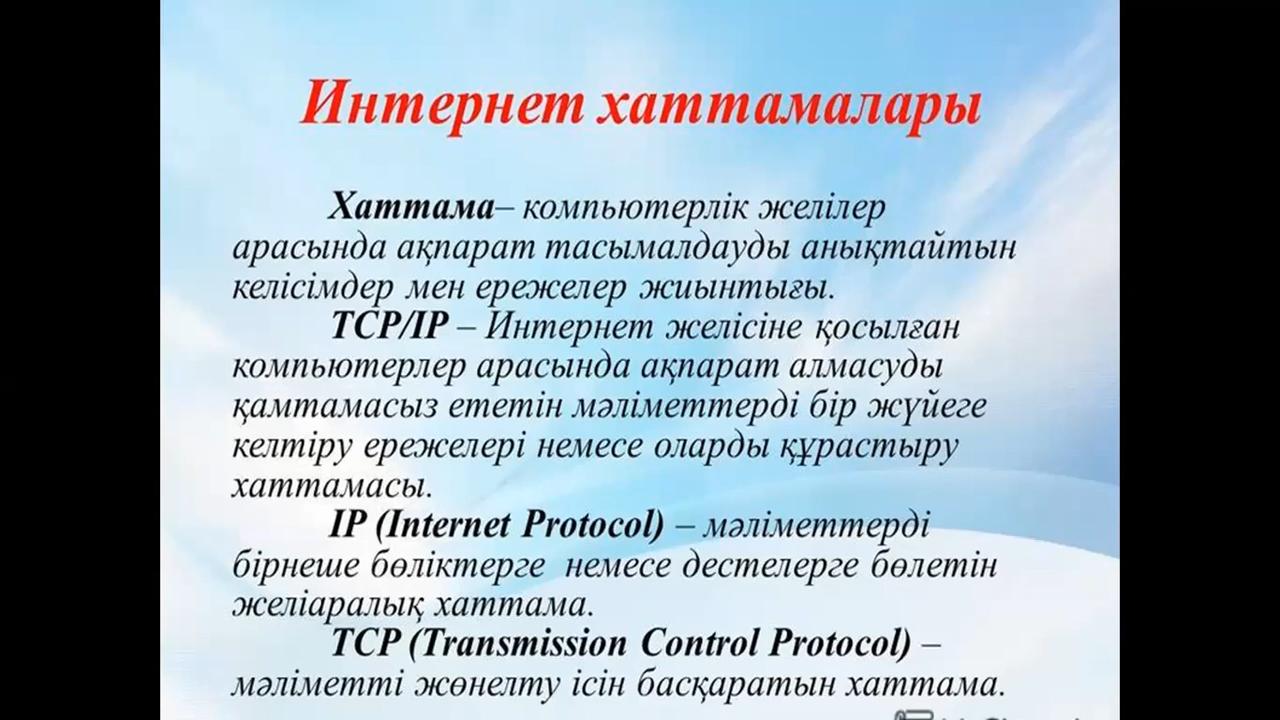 Интернет хаттамалары
Хаттама– компьютерлік желілер
арасында ақпарат тасымалдауды анықтайтын
келісімдер мен ережелер жиынтығы.
TCP/IP – Интернет желісіне қосылған
компьютерлер арасында ақпарат алмасуды
қамтамасыз ететін мәліметтерді бір жүйеге
келтіру ережелері немесе оларды құрастыру
хаттамасы.
IP (Internet Protocol) – мәліметтерді
бірнеше бөліктерге немесе дестелерге бөлетін
желіаралық хаттама.
TCP (Transmission Control Protocol) –
мәліметті жөнелту ісін басқаратын хаттама.